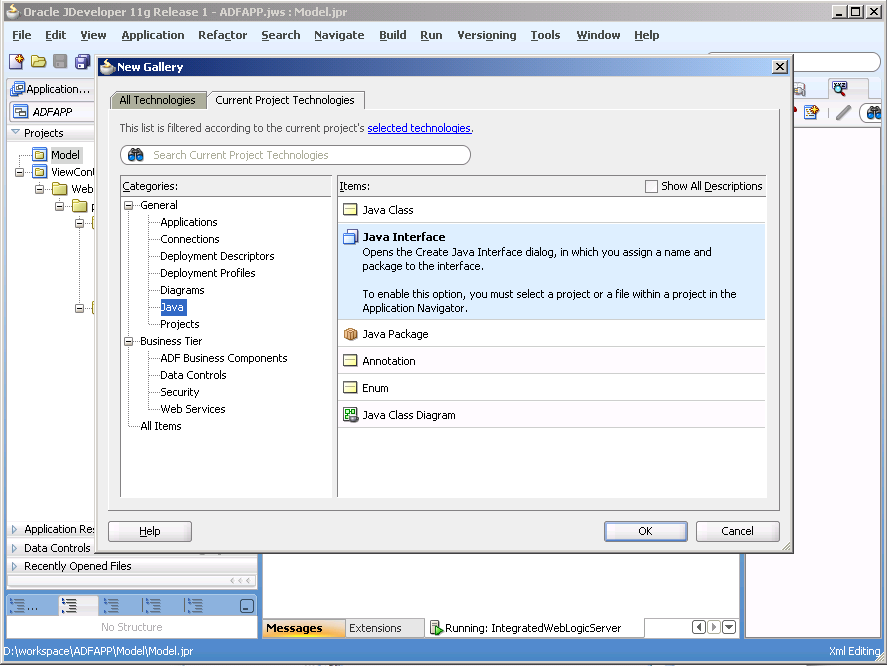 Oracle JDeveloper 11g Release 1 - ADFAPP.jws : Model.jpr
File Edit View Application Refactor Search Navigate Build Run Versioning Tools Window Help
New Gallery
Application...
ADFAPP
Projects
Model
ViewCont
Web
All Technologies
Current Project Technologies
This list is filtered according to the current project's selected technologies.
Search Current Project Technologies
Categories:
General
Applications
Connections
Deployment Descriptors
Deployment Profiles
Diagrams
Java
Projects
Business Tier
ADF Business Components
Data Controls
Security
Web Services
All Items
Items:
Show All Descriptions
Java Class
Java Interface
Opens the Create Java Interface dialog, in which you assign a name and
package to the interface.
To enable this option, you must select a project or a file within a project in the
Application Navigator.
Java Package
Annotation
Enum
Java Class Diagram
Help
OK
Cancel
Application Res
Data Controls
Recently Opened Files
No Structure
Messages
Extensions
Running: IntegratedWebLogicServer
D:\workspace\ADFAPP\Model\Model.jpr
Xml Editing